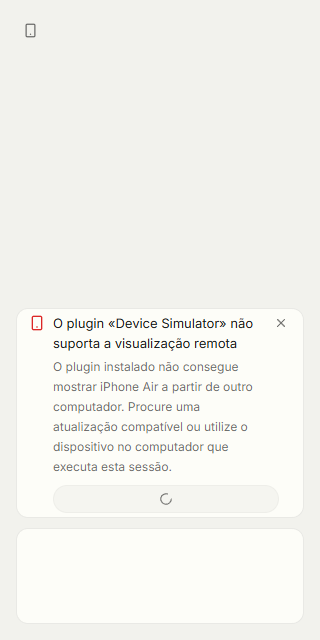 O plugin «Device Simulator» não
suporta a visualização remota
O plugin instalado não consegue
mostrar iPhone Air a partir de outro
computador. Procure uma
atualização compatível ou utilize o
dispositivo no computador que
executa esta sessão.